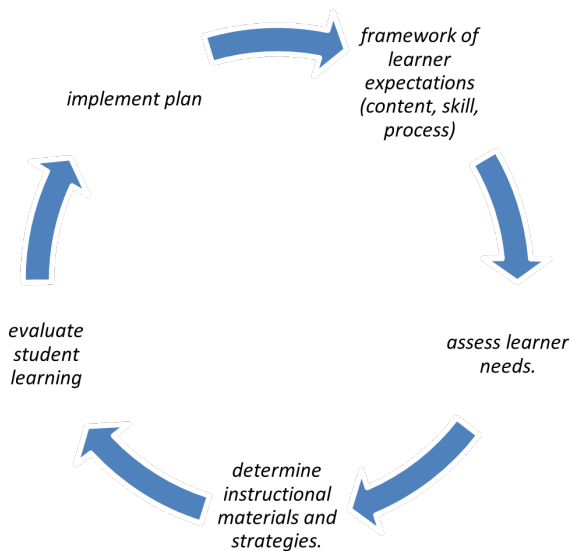 framework of
learner
expectations
(content, skill,
process)
assess learner
needs.
determine
instructional
materials and
strategies.
evaluate
student
learning
implement plan